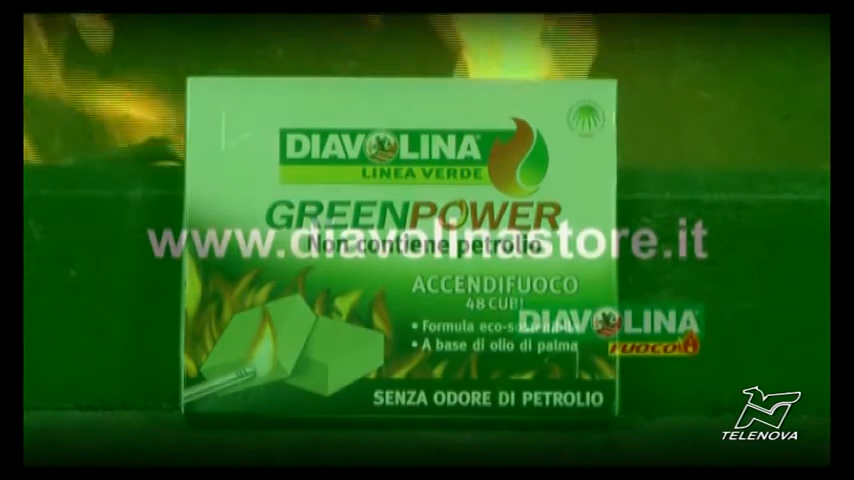 DIAVOLINA
LINEA VERDE
GREENPOWER
www.diavolinastore.it
Non contiene petrolio
ACCENDIFUOCO
48 CUBI
DIAVOLINA
FUOCO
• Formula eco-sostenibile
• A base di olio di palma
SENZA ODORE DI PETROLIO
TELENOVA